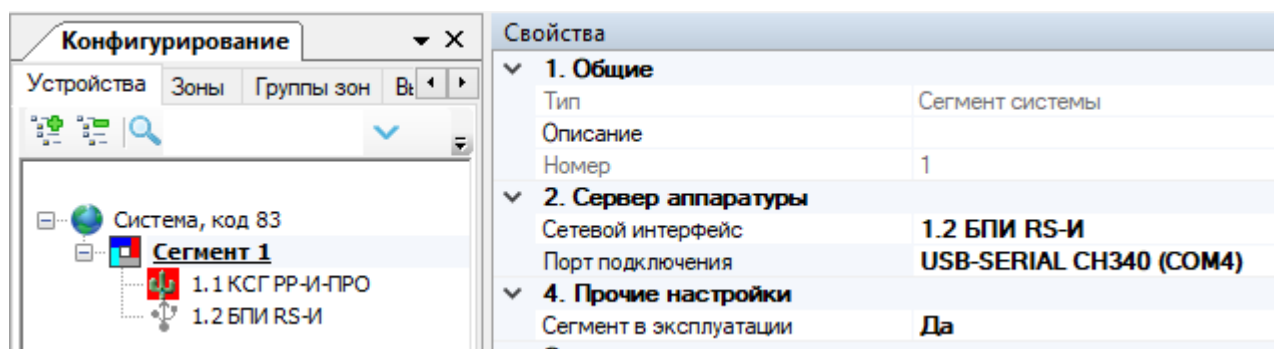 Конфигурирование
Устройства Зоны Группы зон Вы
Система, код 83
Сегмент 1
1.1 КСГ РР-И-ПРО
1.2 БПИ RS-И
Свойства
1. Общие
Тип Сегмент системы
Описание
Номер 1
2. Сервер аппаратуры
Сетевой интерфейс 1.2 БПИ RS-И
Порт подключения USB-SERIAL CH340 (COM4)
4. Прочие настройки
Сегмент в эксплуатации Да